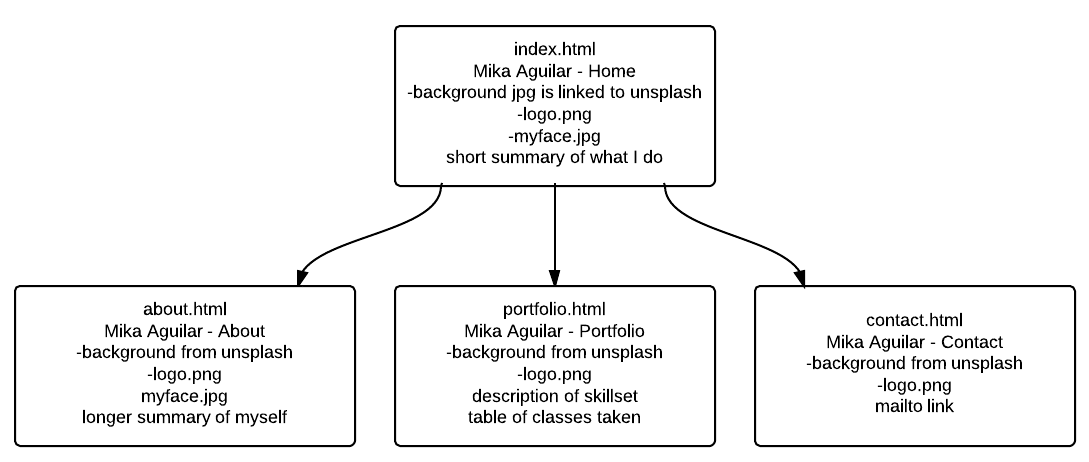 index.html
Mika Aguilar - Home
-background jpg is linked to unsplash
-logo.png
-myface.jpg
short summary of what I do
about.html
Mika Aguilar - About
-background from unsplash
-logo.png
myface.jpg
longer summary of myself
portfolio.html
Mika Aguilar - Portfolio
-background from unsplash
-logo.png
description of skillset
table of classes taken
contact.html
Mika Aguilar - Contact
-background from unsplash
-logo.png
mailto link